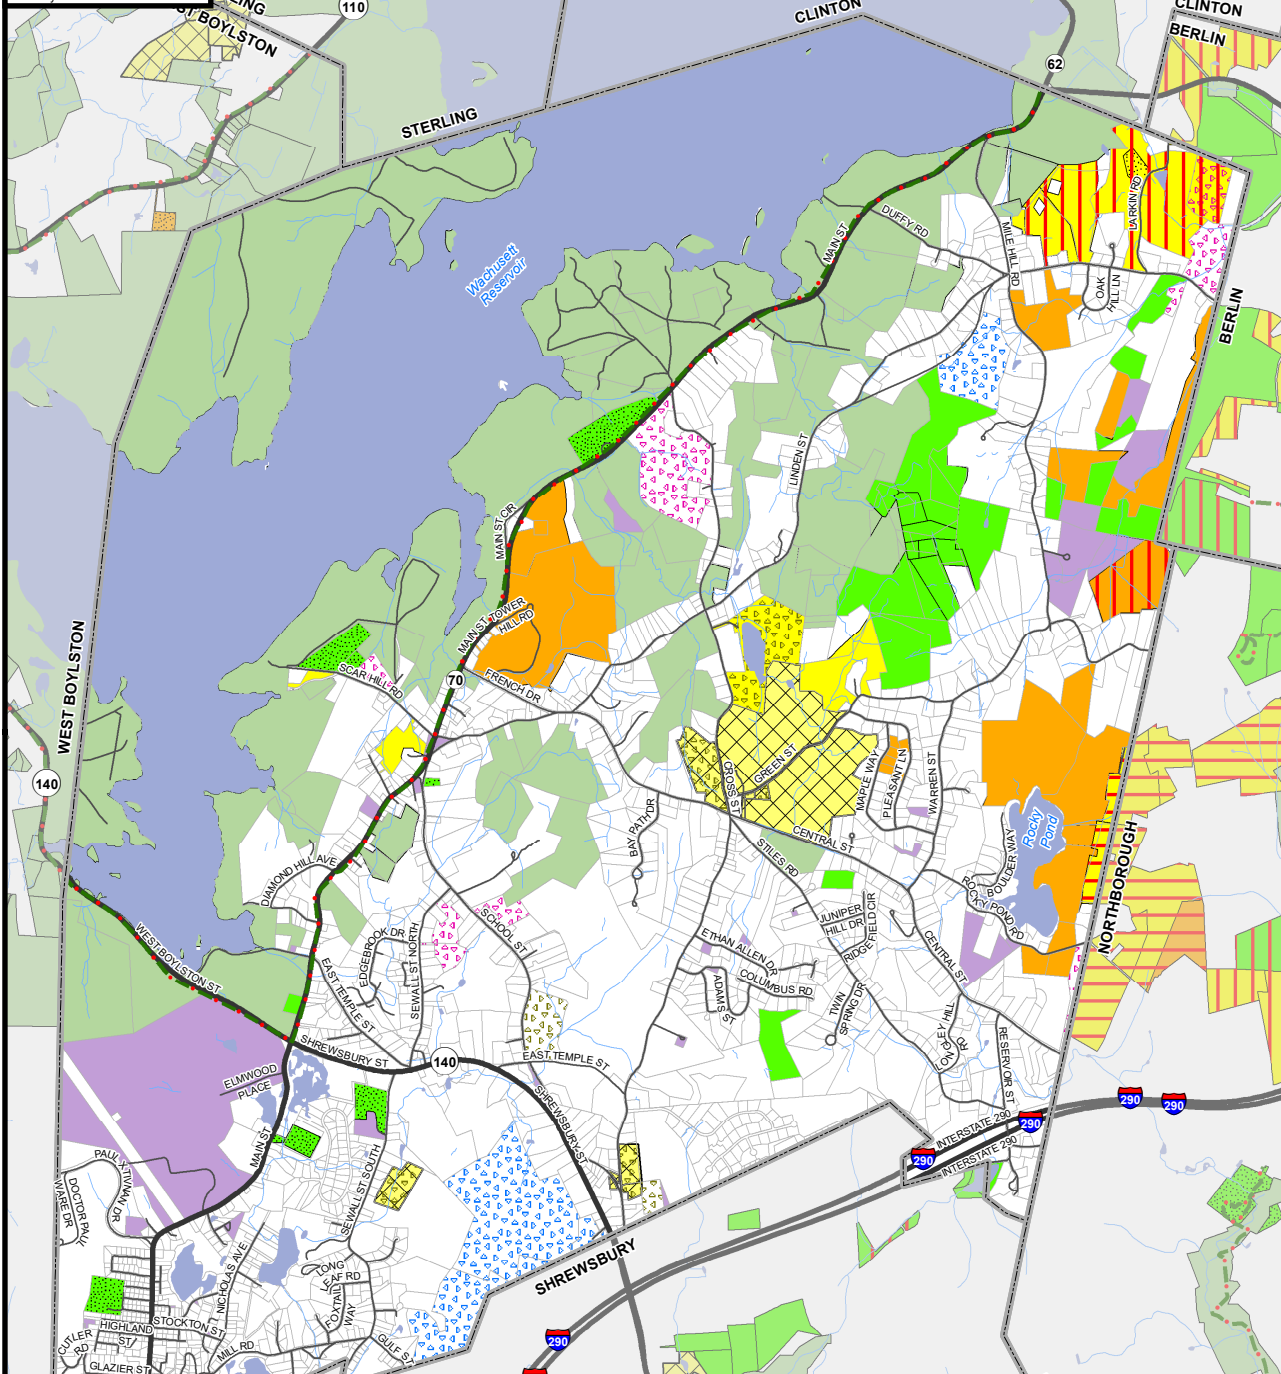 110
LING
ST BOYLSTON
CLINTON
CLINTON
BERLIN
62
STERLING
LARKIN RD
DUFFY RD
MAIN ST
MILE HILL RD
Wachusett
Reservoir
OAK
HILL LN
BERLIN
LINDEN ST
MAIN ST CIR
MAIN ST
TOWER
HILL RD
WEST BOYLSTON
SCAR HILL RD
70
FRENCH DR
140
CROSS ST
GREEN ST
MAPLE WAY
PLEASANT LN
WARREN ST
Rocky
Pond
BAY PATH DR
CENTRAL ST
STILES RD
BOULDER WAY
ROCKY POND RD
NORTHBOROUGH
DIAMOND HILL AVE
WEST BOYLSTON ST
EDGEBROOK DR
SEWALL ST NORTH
SCHOOL ST
EAST TEMPLE ST
JUNIPER
HILL DR
RIDGEFIELD CIR
ETHAN ALLEN DR
COLUMBUS RD
ADAMS ST
TWIN
SPRING DR
CENTRAL ST
LONGLEY HILL
RD
RESERVOIR ST
SHREWSBURY ST
140
EAST TEMPLE ST
ELMWOOD
PLACE
SHREWSBURY ST
MAIN ST
290
290
290
INTERSTATE 290
290
INTERSTATE 290
PAUL X TIVNAN DR
DOCTOR PAUL
WARE DR
SEWALL ST SOUTH
SHREWSBURY
NICHOLAS AVE
LONG
LEAF RD
FOXTAIL
WAY
STOCKTON ST
HIGHLAND
ST
CUTLER
RD
MILL RD
GULF ST
GLAZIER ST
290